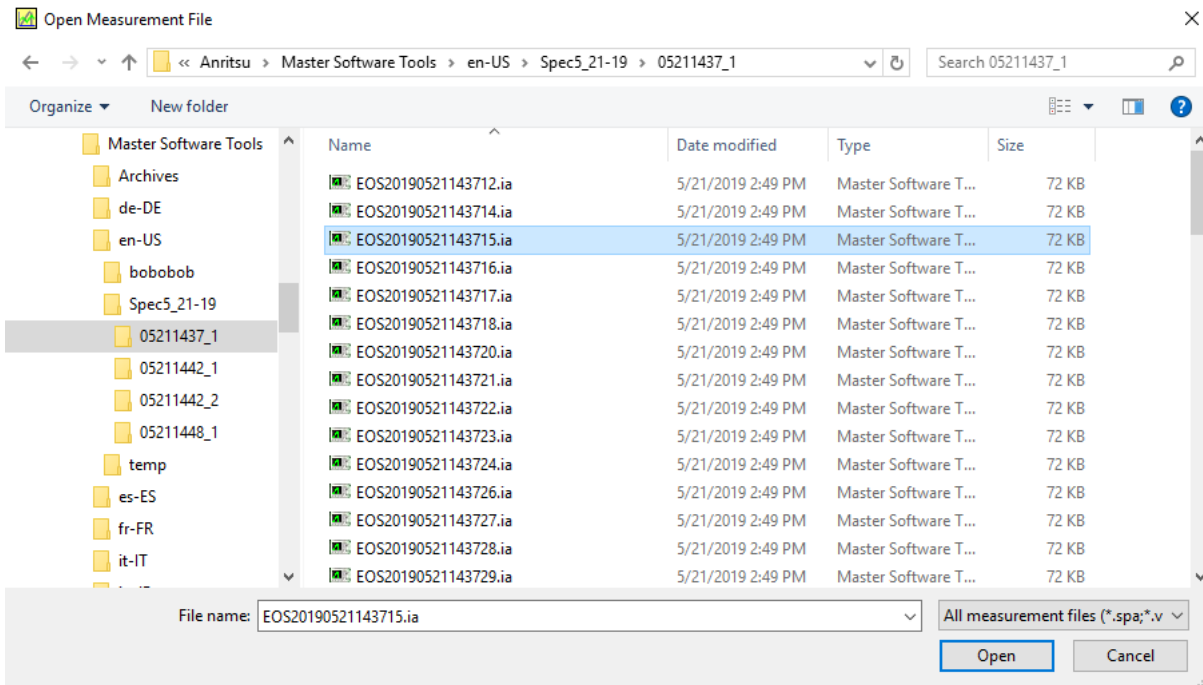 Open Measurement File
« Anritsu > Master Software Tools > en-US > Spec5_21-19 > 05211437_1
Search 05211437_1
Organize New folder
Master Software Tools
Archives
de-DE
en-US
bobobob
Spec5_21-19
05211437_1
05211442_1
05211442_2
05211448_1
temp
es-ES
fr-FR
it-IT
Name Date modified Type Size
EOS20190521143712.ia 5/21/2019 2:49 PM Master Software T... 72 KB
EOS20190521143714.ia 5/21/2019 2:49 PM Master Software T... 72 KB
EOS20190521143715.ia 5/21/2019 2:49 PM Master Software T... 72 KB
EOS20190521143716.ia 5/21/2019 2:49 PM Master Software T... 72 KB
EOS20190521143717.ia 5/21/2019 2:49 PM Master Software T... 72 KB
EOS20190521143718.ia 5/21/2019 2:49 PM Master Software T... 72 KB
EOS20190521143720.ia 5/21/2019 2:49 PM Master Software T... 72 KB
EOS20190521143721.ia 5/21/2019 2:49 PM Master Software T... 72 KB
EOS20190521143722.ia 5/21/2019 2:49 PM Master Software T... 72 KB
EOS20190521143723.ia 5/21/2019 2:49 PM Master Software T... 72 KB
EOS20190521143724.ia 5/21/2019 2:49 PM Master Software T... 72 KB
EOS20190521143726.ia 5/21/2019 2:49 PM Master Software T... 72 KB
EOS20190521143727.ia 5/21/2019 2:49 PM Master Software T... 72 KB
EOS20190521143728.ia 5/21/2019 2:49 PM Master Software T... 72 KB
EOS20190521143729.ia 5/21/2019 2:49 PM Master Software T... 72 KB
File name: EOS20190521143715.ia
All measurement files (*.spa;*.v
Open Cancel